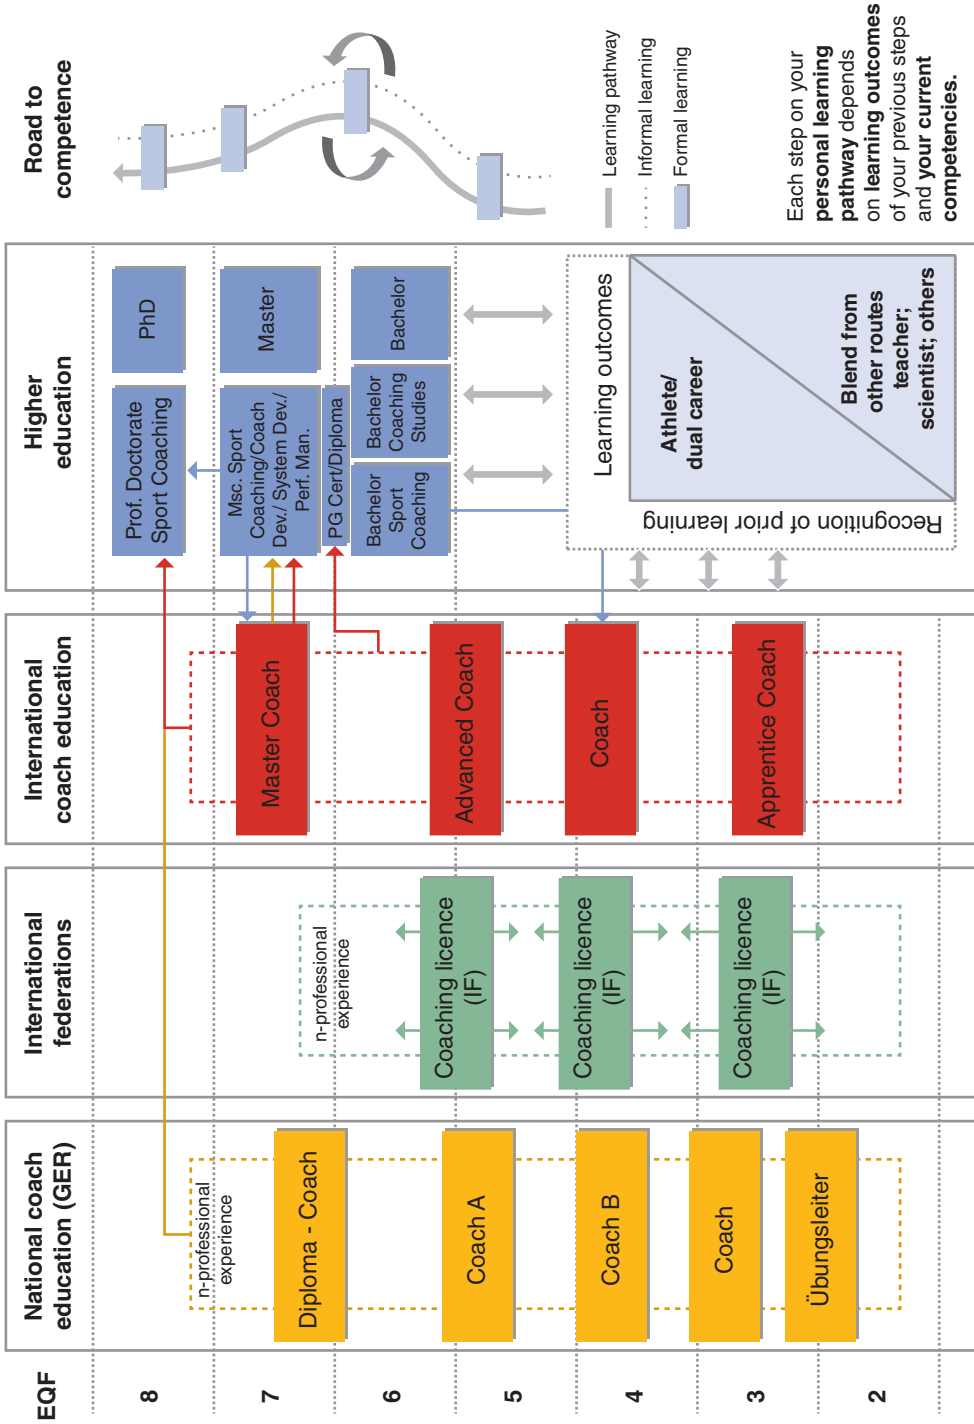 EQF
8
7
6
5
4
3
2
National coach
education (GER)
n-professional
experience
Diploma - Coach
Coach A
Coach B
Coach
Übungsleiter
International
federations
n-professional
experience
Coaching licence
(IF)
Coaching licence
(IF)
Coaching licence
(IF)
International
coach education
Master Coach
Advanced Coach
Coach
Apprentice Coach
Higher
education
Prof. Doctorate
Sport Coaching
PhD
Msc. Sport
Coaching/Coach
Dev./ System Dev./
Perf. Man.
Master
PG Cert/Diploma
Bachelor
Sport
Coaching
Bachelor
Coaching
Studies
Bachelor
Recognition of prior learning
Learning outcomes
Athlete/
dual career
Blend from
other routes
teacher;
scientist; others
Road to
competence
Learning pathway
Informal learning
Formal learning
Each step on your
personal learning
pathway depends
on learning outcomes
of your previous steps
and your current
competencies.